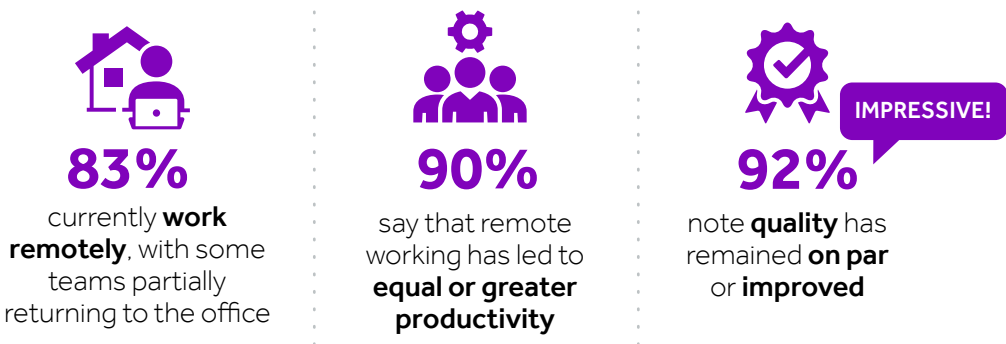 83%
currently work
remotely, with some
teams partially
returning to the office
90%
say that remote
working has led to
equal or greater
productivity
IMPRESSIVE!
92%
note quality has
remained on par
or improved